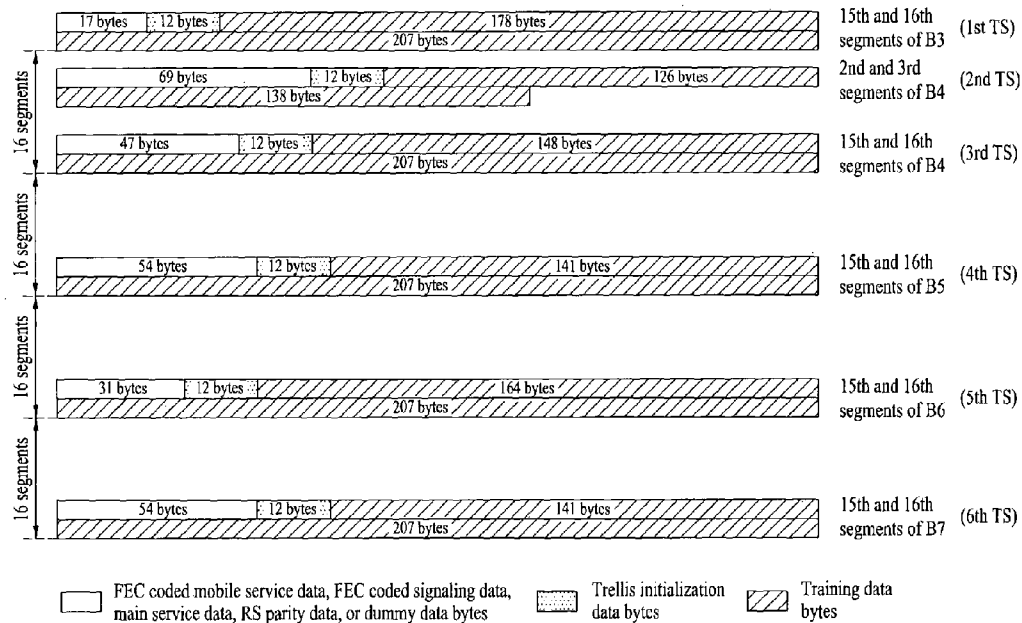 17 bytes 12 bytes 178 bytes 15th and 16th
207 bytes segments of B3 (1st TS)
16 segments
69 bytes 12 bytes 126 bytes 2nd and 3rd
138 bytes segments of B4 (2nd TS)
47 bytes 12 bytes 148 bytes 15th and 16th
207 bytes segments of B4 (3rd TS)
16 segments
54 bytes 12 bytes 141 bytes 15th and 16th
207 bytes segments of B5 (4th TS)
16 segments
31 bytes 12 bytes 164 bytes 15th and 16th
207 bytes segments of B6 (5th TS)
16 segments
54 bytes 12 bytes 141 bytes 15th and 16th
207 bytes segments of B7 (6th TS)
FEC coded mobile service data, FEC coded signaling data,
main service data, RS parity data, or dummy data bytes
Trellis initialization
data bytes
Training data
bytes